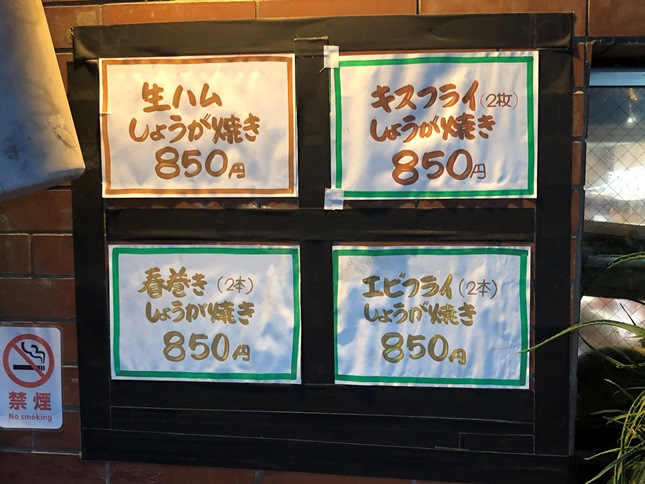 生ハム
しょうが焼き
850円
キスフライ(2枚)
しょうが焼き
850円
春巻き(2本)
しょうが焼き
850円
エビフライ(2本)
しょうが焼き
850円
禁煙
No smoking